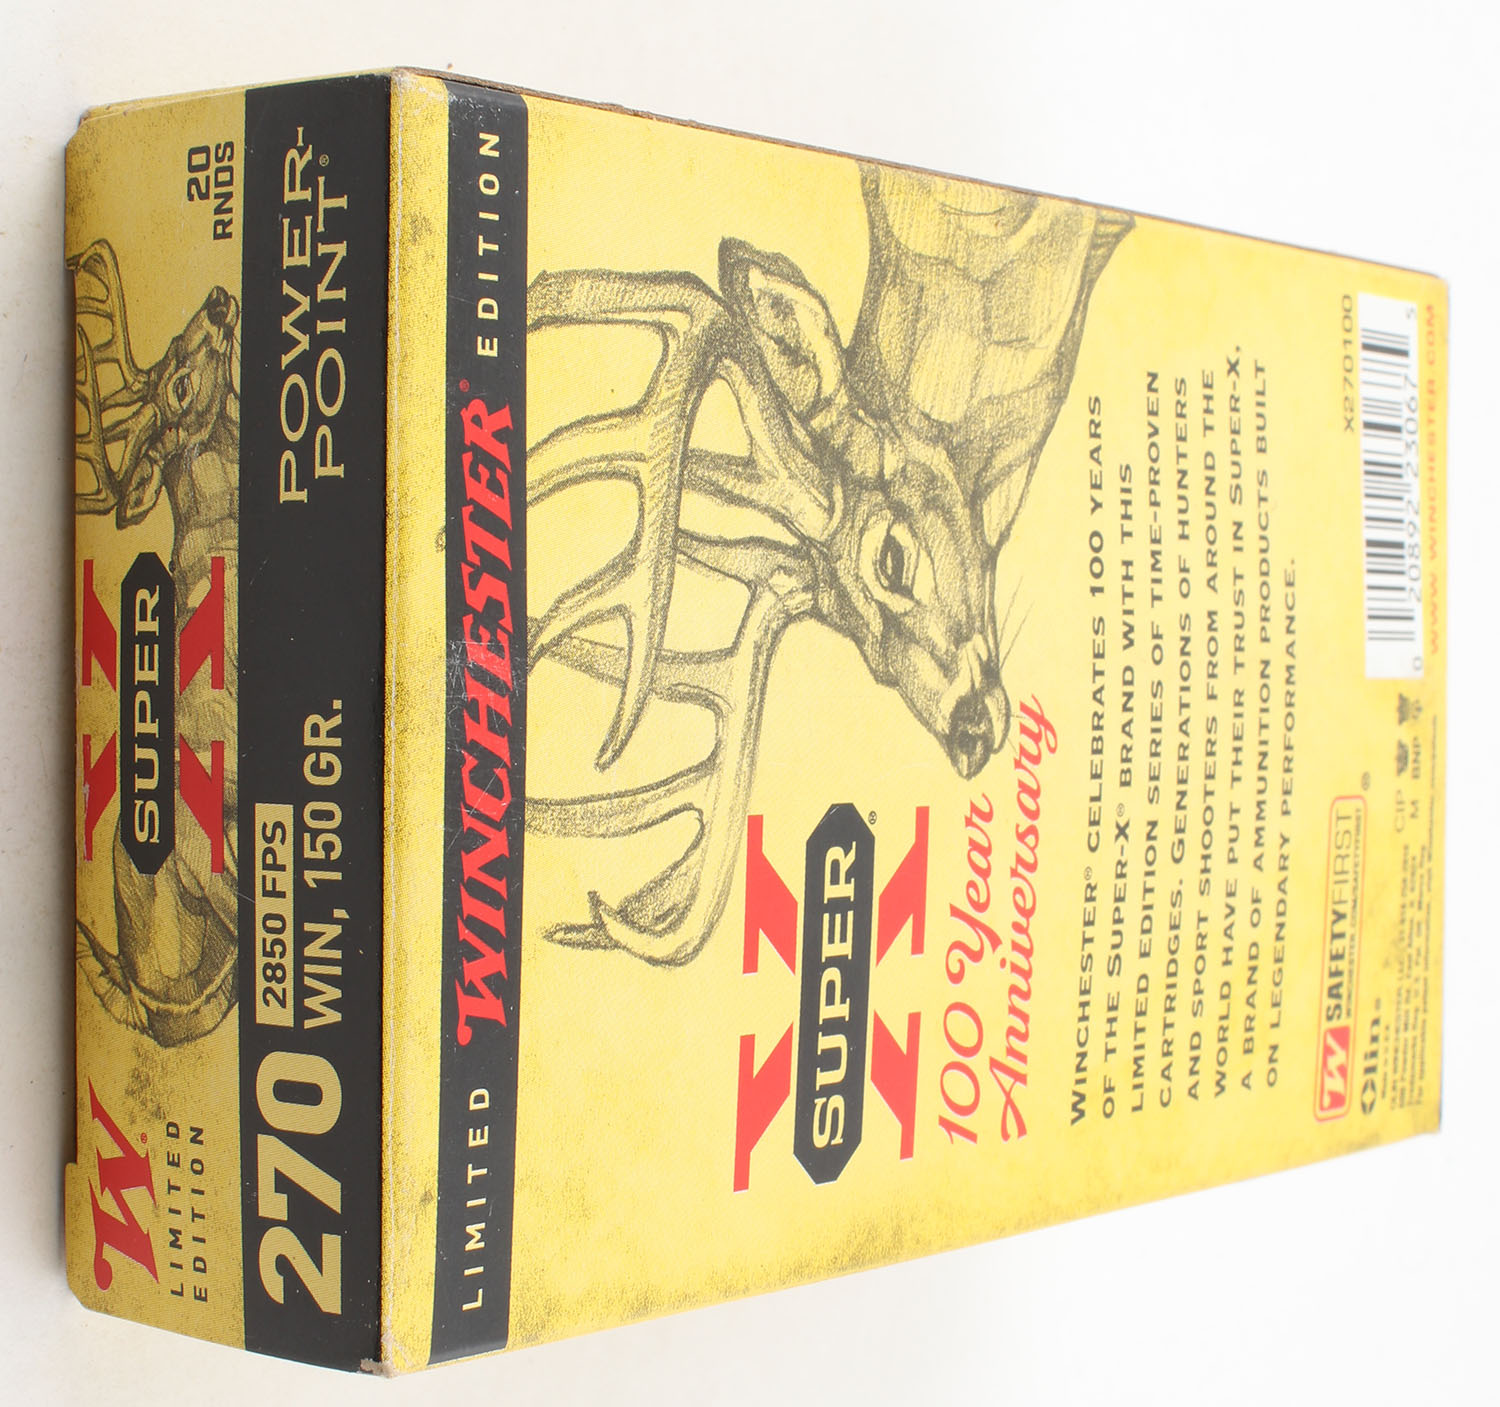 W®
LIMITED
EDITION
SUPER
X
20
RNDS
270
2850 FPS
WIN, 150 GR.
POWER-
POINT®
LIMITED WINCHESTER® EDITION
SUPER®
X
100 Year
Anniversary
WINCHESTER® CELEBRATES 100 YEARS
OF THE SUPER-X® BRAND WITH THIS
LIMITED EDITION SERIES OF TIME-PROVEN
CARTRIDGES. GENERATIONS OF HUNTERS
AND SPORT SHOOTERS FROM AROUND THE
WORLD HAVE PUT THEIR TRUST IN SUPER-X,
A BRAND OF AMMUNITION PRODUCTS BUILT
ON LEGENDARY PERFORMANCE.
W SAFETYFIRST®
Olin®
CIP
M BNP
X270100
0 20892 23067 5
WWW.WINCHESTER.COM